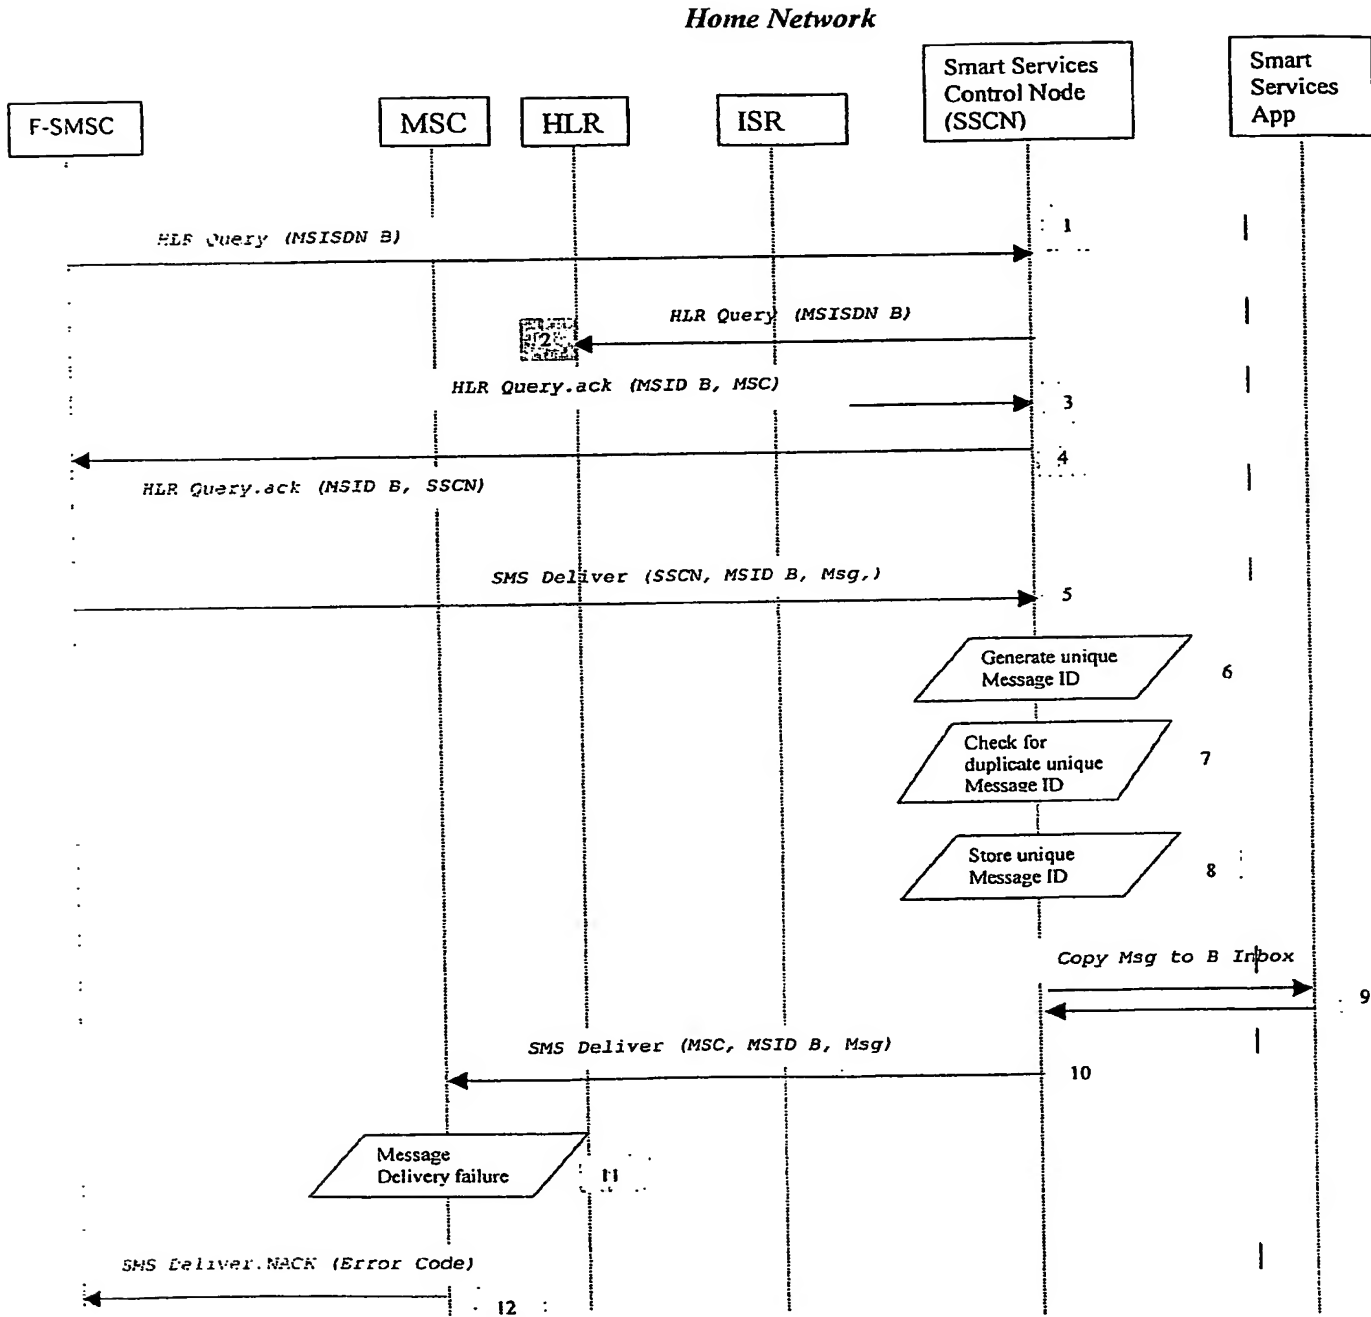 Home Network
Smart Services
Control Node
(SSCN)
Smart
Services
App
F-SMSC
MSC
HLR
ISR
HLR Query (MSISDN B)
1
HLR Query (MSISDN B)
2
HLR Query.ack (MSID B, MSC)
3
4
HLR Query.ack (MSID B, SSCN)
SMS Deliver (SSCN, MSID B, Msg,)
5
Generate unique
Message ID
6
Check for
duplicate unique
Message ID
7
Store unique
Message ID
8
Copy Msg to B Inbox
9
SMS Deliver (MSC, MSID B, Msg)
10
Message
Delivery failure
11
SMS Deliver.NACK (Error Code)
12